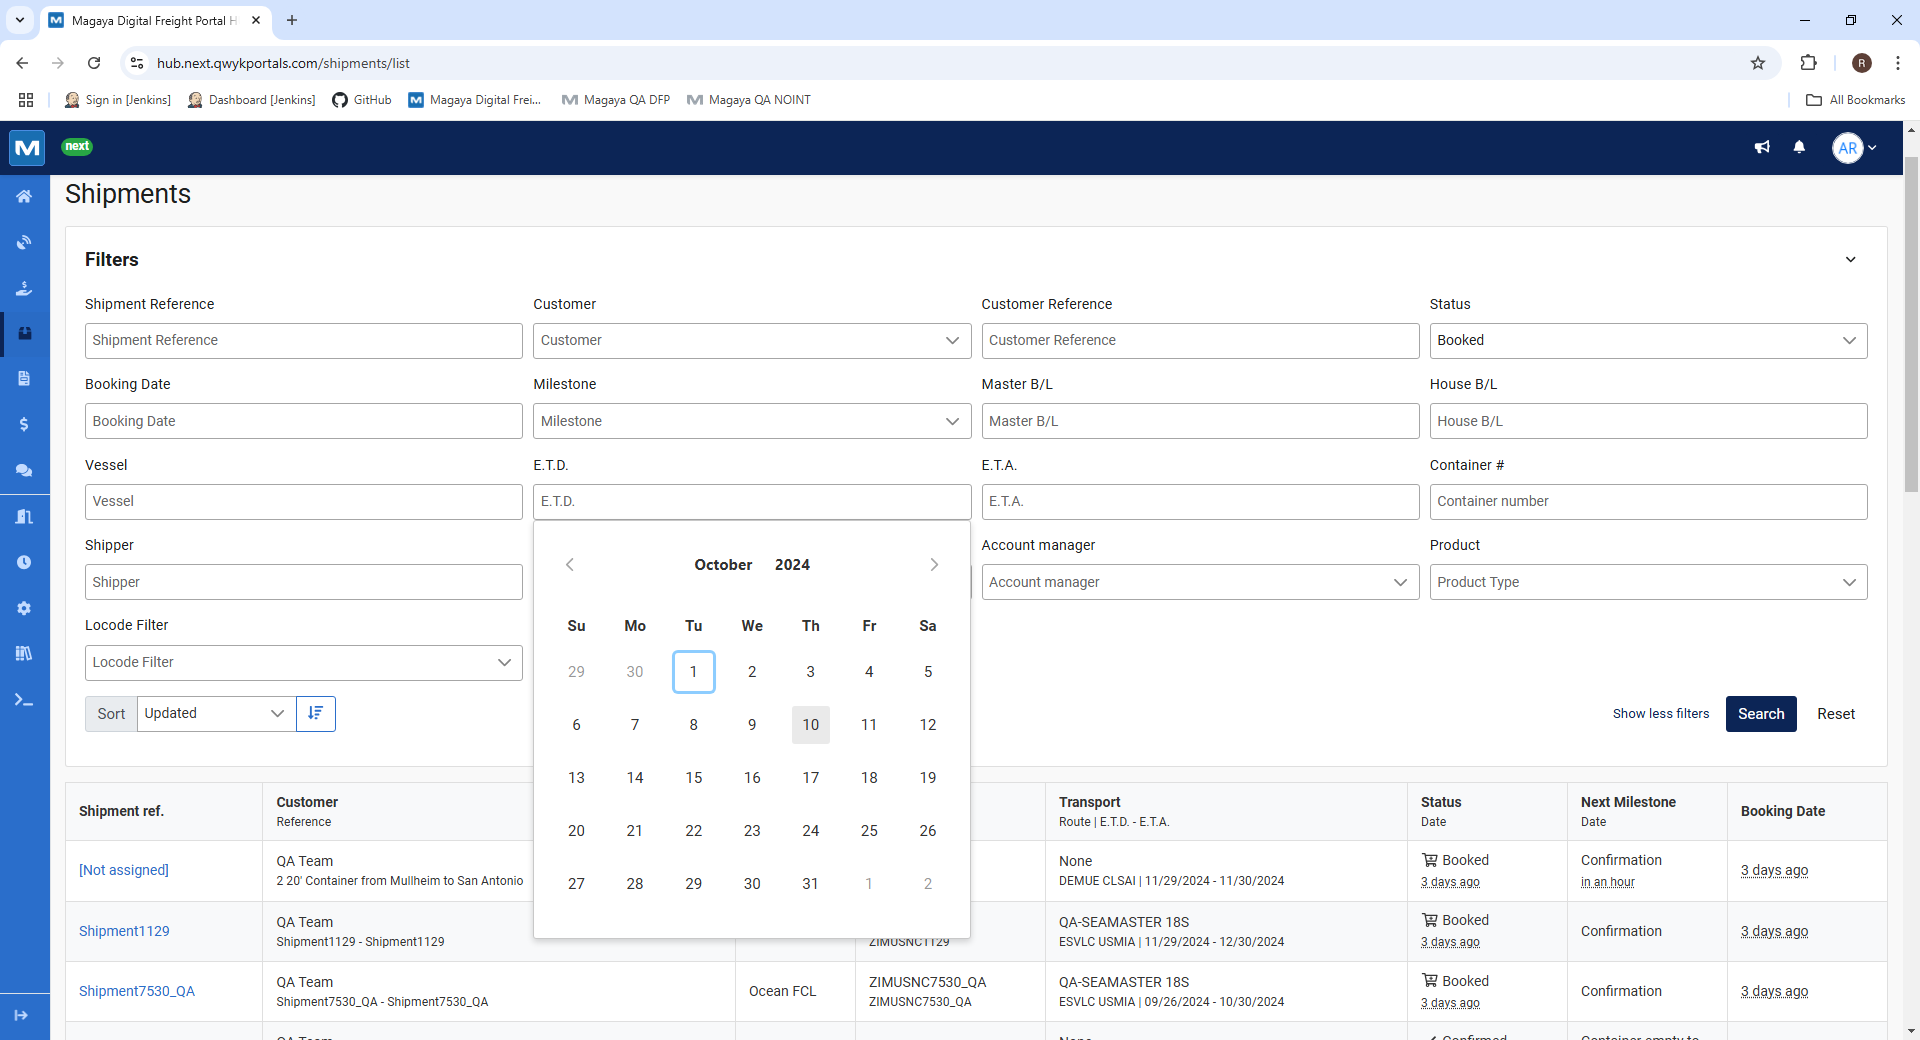 Magaya Digital Freight Portal H
hub.next.qwykportals.com/shipments/list
R
Sign in [Jenkins]
Dashboard [Jenkins]
GitHub
Magaya Digital Frei...
Magaya QA DFP
Magaya QA NOINT
All Bookmarks
next
AR
Shipments
Filters
Shipment Reference
Customer
Customer Reference
Status
Shipment Reference
Customer
Customer Reference
Booked
Booking Date
Milestone
Master B/L
House B/L
Booking Date
Milestone
Master B/L
House B/L
Vessel
E.T.D.
E.T.A.
Container #
Vessel
E.T.D.
E.T.A.
Container number
Shipper
Account manager
Product
Shipper
Account manager
Product Type
Locode Filter
Locode Filter
October 2024
Su Mo Tu We Th Fr Sa
29 30 1 2 3 4 5
6 7 8 9 10 11 12
13 14 15 16 17 18 19
20 21 22 23 24 25 26
27 28 29 30 31 1 2
Sort Updated
Show less filters
Search
Reset
Shipment ref.
Customer
Reference
Transport
Route | E.T.D. - E.T.A.
Status
Date
Next Milestone
Date
Booking Date
[Not assigned]
QA Team
2 20' Container from Mullheim to San Antonio
None
DEMUE CLSAI | 11/29/2024 - 11/30/2024
Booked
3 days ago
Confirmation
in an hour
3 days ago
Shipment1129
QA Team
Shipment1129 - Shipment1129
ZIMUSNC1129
QA-SEAMASTER 18S
ESVLC USMIA | 11/29/2024 - 12/30/2024
Booked
3 days ago
Confirmation
3 days ago
Shipment7530_QA
QA Team
Shipment7530_QA - Shipment7530_QA
Ocean FCL
ZIMUSNC7530_QA
ZIMUSNC7530_QA
QA-SEAMASTER 18S
ESVLC USMIA | 09/26/2024 - 10/30/2024
Booked
3 days ago
Confirmation
3 days ago
QA Team
None
Confirmed
Container empty to